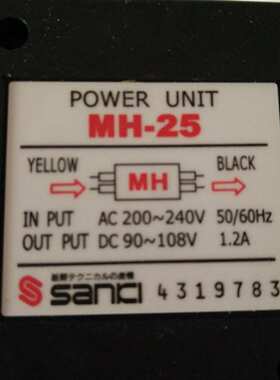 POWER UNIT
MH-25
YELLOW
BLACK
MH
IN PUT AC 200~240V 50/60Hz
OUT PUT DC 90~108V 1.2A
sanki 4319783